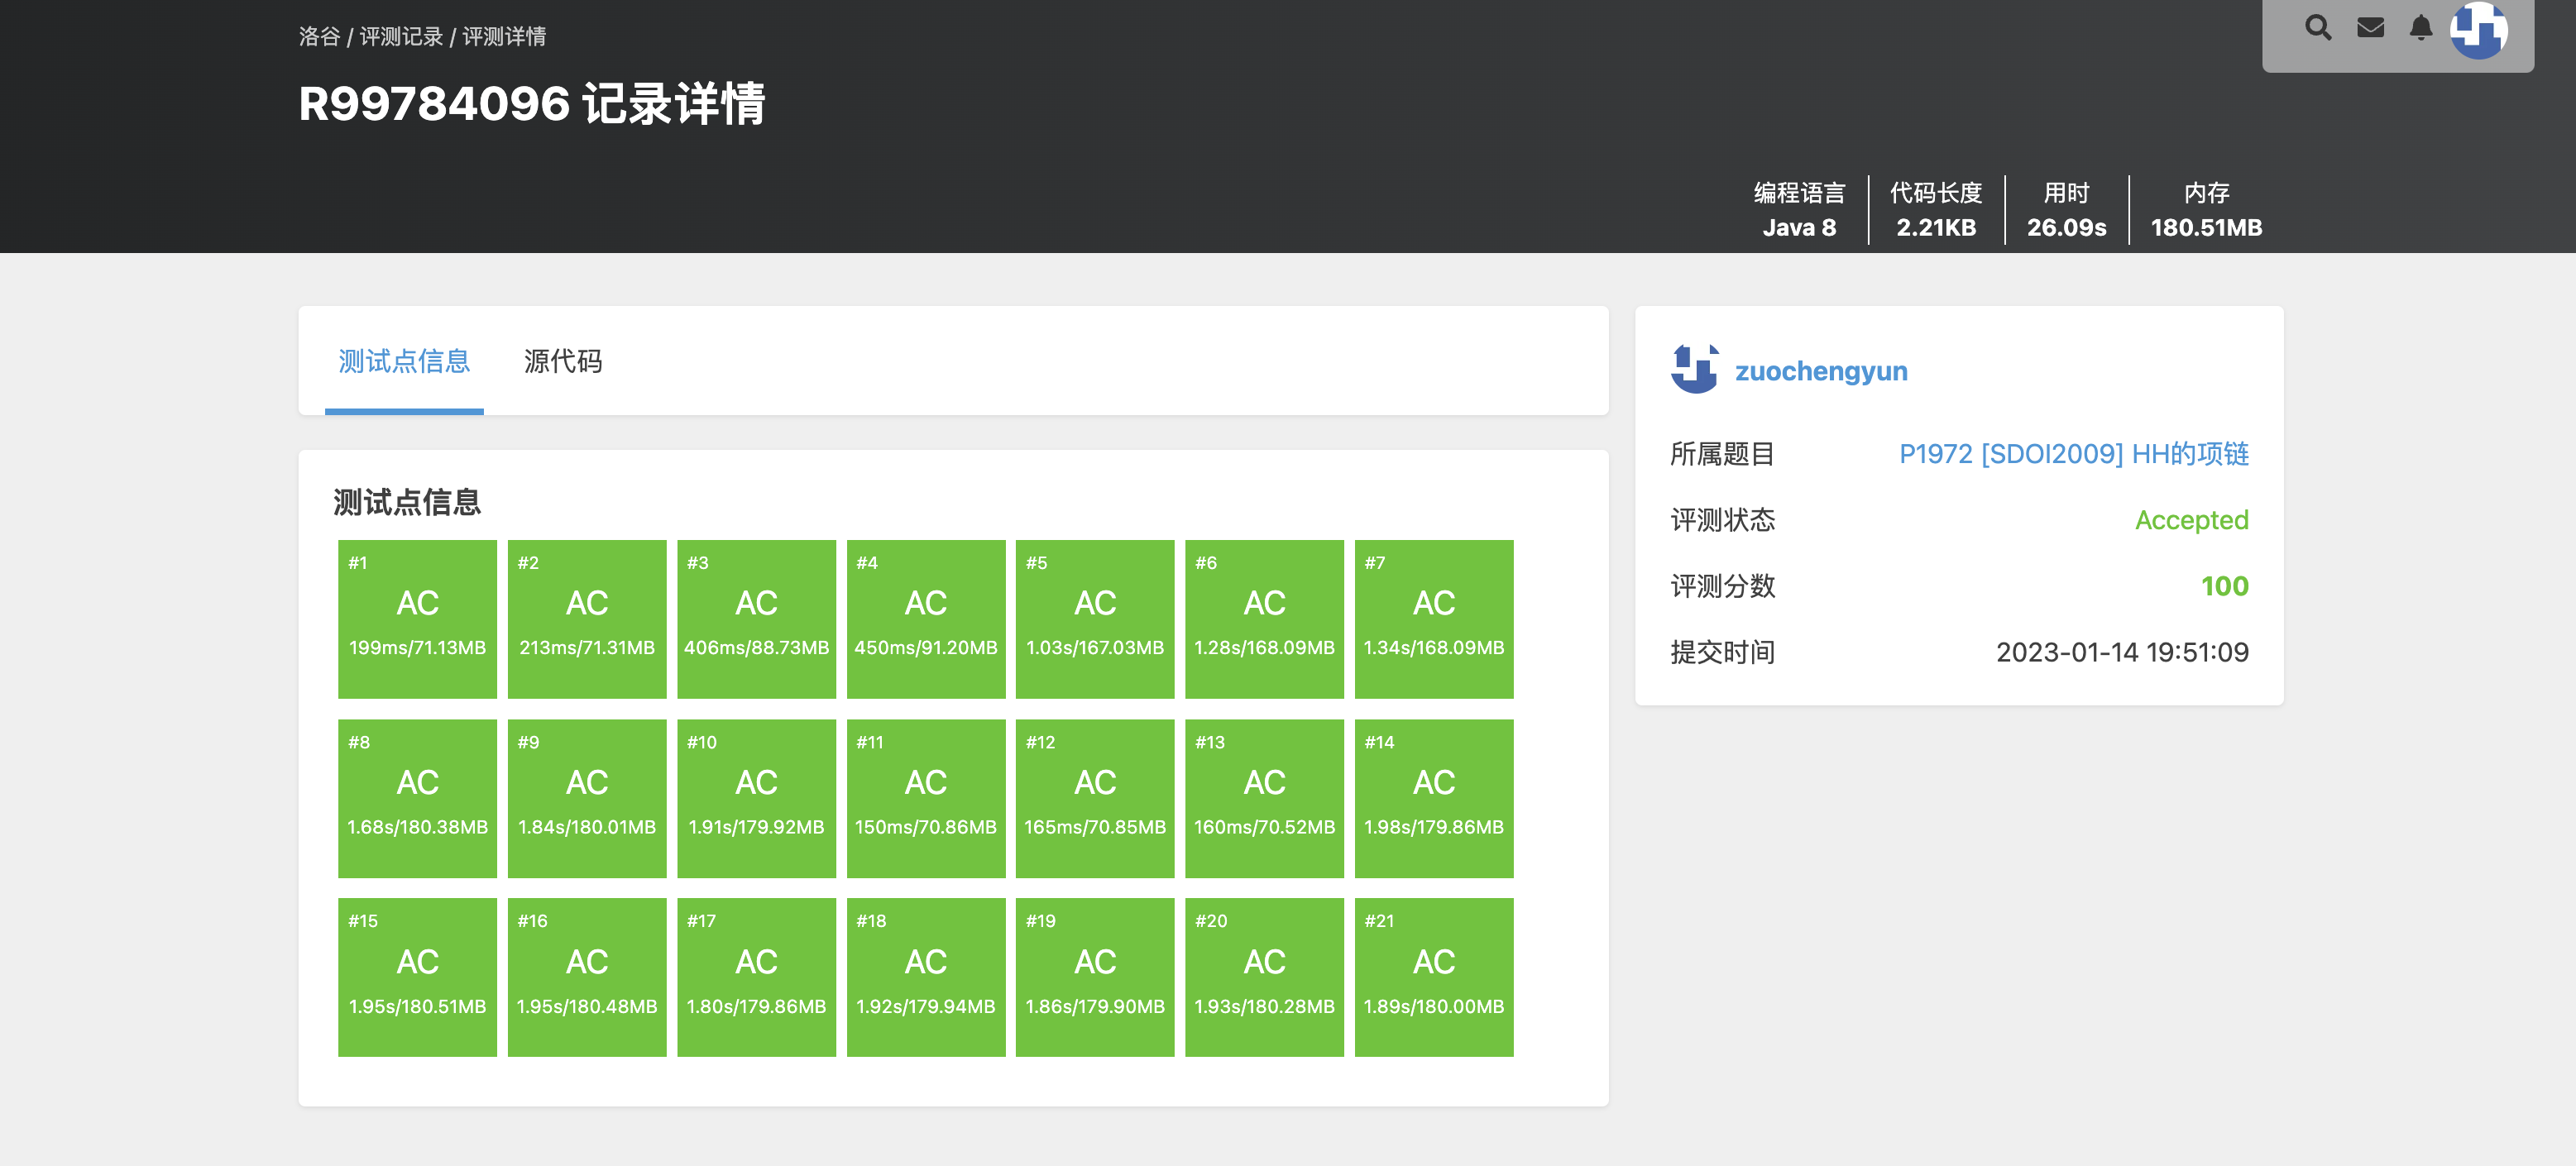 洛谷 / 评测记录 / 评测详情
R99784096 记录详情
编程语言 代码长度 用时 内存
Java 8 2.21KB 26.09s 180.51MB
测试点信息 源代码
测试点信息
#1 #2 #3 #4 #5 #6 #7
AC AC AC AC AC AC AC
199ms/71.13MB 213ms/71.31MB 406ms/88.73MB 450ms/91.20MB 1.03s/167.03MB 1.28s/168.09MB 1.34s/168.09MB
#8 #9 #10 #11 #12 #13 #14
AC AC AC AC AC AC AC
1.68s/180.38MB 1.84s/180.01MB 1.91s/179.92MB 150ms/70.86MB 165ms/70.85MB 160ms/70.52MB 1.98s/179.86MB
#15 #16 #17 #18 #19 #20 #21
AC AC AC AC AC AC AC
1.95s/180.51MB 1.95s/180.48MB 1.80s/179.86MB 1.92s/179.94MB 1.86s/179.90MB 1.93s/180.28MB 1.89s/180.00MB
zuochengyun
所属题目 P1972 [SDOI2009] HH的项链
评测状态 Accepted
评测分数 100
提交时间 2023-01-14 19:51:09